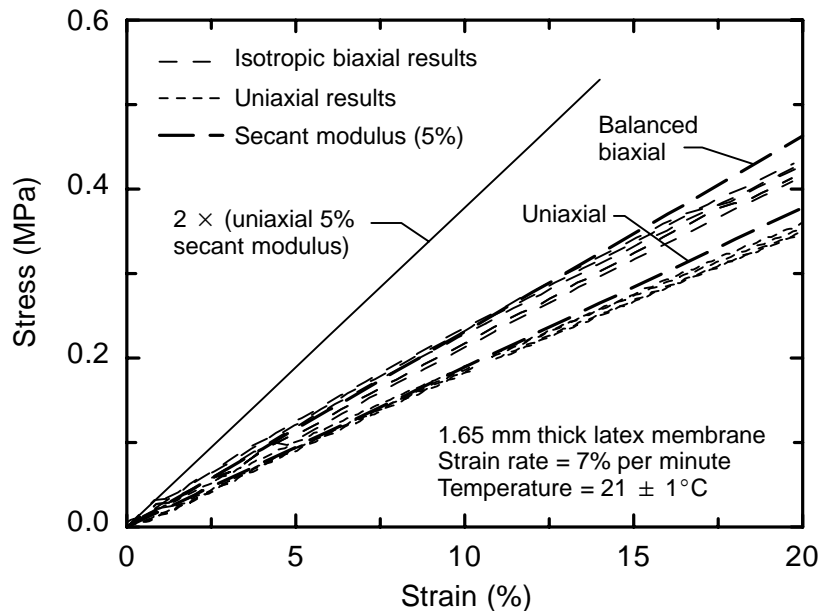 0.6
Isotropic biaxial results
Uniaxial results
Secant modulus (5%)
Balanced
biaxial
0.4
2 × (uniaxial 5%
secant modulus)
Uniaxial
Stress (MPa)
0.2
1.65 mm thick latex membrane
Strain rate = 7% per minute
Temperature = 21 ± 1°C
0.0
0 5 10 15 20
Strain (%)